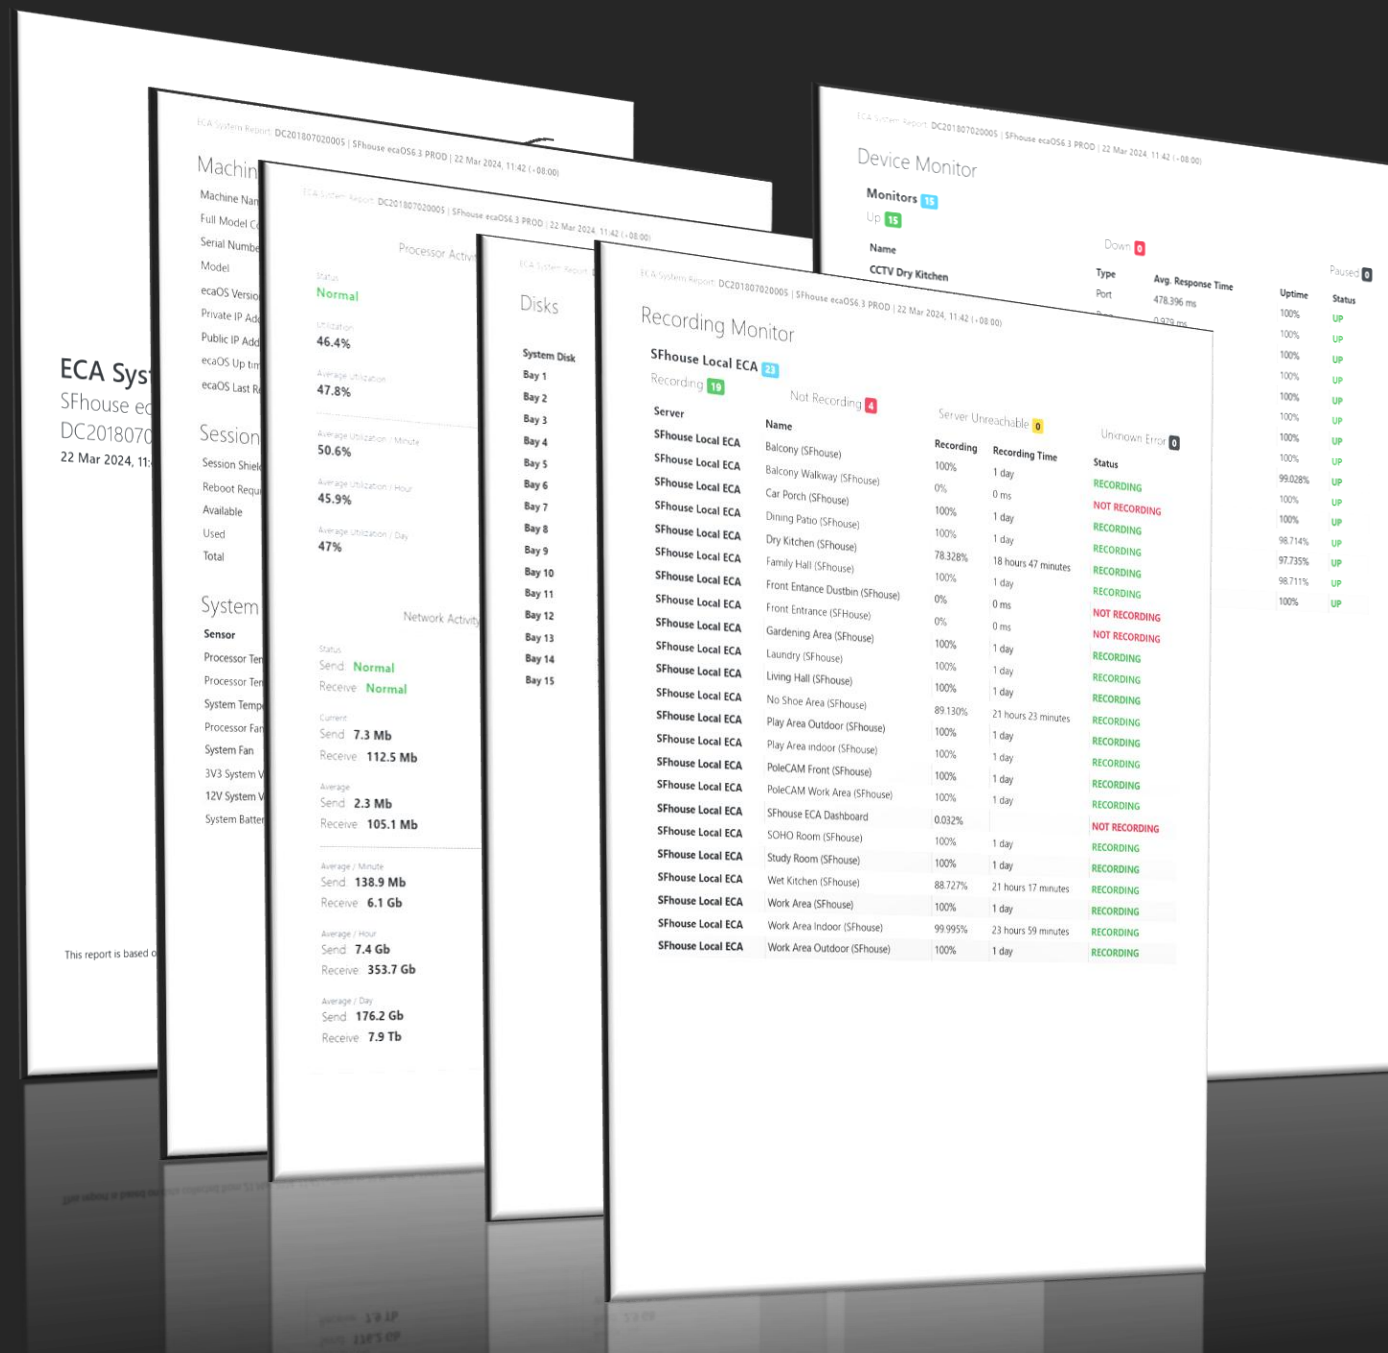 ECA Sys
SFhouse ec
DC2018070
22 Mar 2024, 11:
This report is based o
ECA System Report: DC201807020005 | SFhouse ecaOS6.3 PROD | 22 Mar 2024, 11:42 (+08:00)
Machin
Machine Nam
Full Model C
Serial Numbe
Model
ecaOS Versio
Private IP Add
Public IP Add
ecaOS Up tim
ecaOS Last Re
Session
Session Shield
Reboot Requ
Available
Used
Total
System
Sensor
Processor Tem
Processor Tem
System Tempe
Processor Fan
System Fan
3V3 System V
12V System V
System Batter
ECA System Report: DC201807020005 | SFhouse ecaOS6.3 PROD | 22 Mar 2024, 11:42 (+08:00)
Processor Activi
Status
Normal
Utilization
46.4%
Average Utilization
47.8%
Average Utilization / Minute
50.6%
Average Utilization / Hour
45.9%
Average Utilization / Day
47%
Network Activity
Status
Send Normal
Receive Normal
Current
Send 7.3 Mb
Receive 112.5 Mb
Average
Send 2.3 Mb
Receive 105.1 Mb
Average / Minute
Send 138.9 Mb
Receive 6.1 Gb
Average / Hour
Send 7.4 Gb
Receive 353.7 Gb
Average / Day
Send 176.2 Gb
Receive 7.9 Tb
ECA System Report:
Disks
System Disk
Bay 1
Bay 2
Bay 3
Bay 4
Bay 5
Bay 6
Bay 7
Bay 8
Bay 9
Bay 10
Bay 11
Bay 12
Bay 13
Bay 14
Bay 15
ECA System Report: DC201807020005 | SFhouse ecaOS6.3 PROD | 22 Mar 2024, 11:42 (+08:00)
Recording Monitor
SFhouse Local ECA 23
Recording 19 Not Recording 4 Server Unreachable 0 Unknown Error 0
Server Name Recording Recording Time Status
SFhouse Local ECA Balcony (SFhouse) 100% 1 day RECORDING
SFhouse Local ECA Balcony Walkway (SFhouse) 0% 0 ms NOT RECORDING
SFhouse Local ECA Car Porch (SFhouse) 100% 1 day RECORDING
SFhouse Local ECA Dining Patio (SFhouse) 100% 1 day RECORDING
SFhouse Local ECA Dry Kitchen (SFhouse) 78.328% 18 hours 47 minutes RECORDING
SFhouse Local ECA Family Hall (SFhouse) 100% 1 day RECORDING
SFhouse Local ECA Front Entance Dustbin (SFhouse) 0% 0 ms NOT RECORDING
SFhouse Local ECA Front Entrance (SFHouse) 0% 0 ms NOT RECORDING
SFhouse Local ECA Gardening Area (SFhouse) 100% 1 day RECORDING
SFhouse Local ECA Laundry (SFhouse) 100% 1 day RECORDING
SFhouse Local ECA Living Hall (SFhouse) 100% 1 day RECORDING
SFhouse Local ECA No Shoe Area (SFhouse) 89.130% 21 hours 23 minutes RECORDING
SFhouse Local ECA Play Area Outdoor (SFhouse) 100% 1 day RECORDING
SFhouse Local ECA Play Area indoor (SFhouse) 100% 1 day RECORDING
SFhouse Local ECA PoleCAM Front (SFhouse) 100% 1 day RECORDING
SFhouse Local ECA PoleCAM Work Area (SFhouse) 100% 1 day RECORDING
SFhouse Local ECA SFhouse ECA Dashboard 0.032% NOT RECORDING
SFhouse Local ECA SOHO Room (SFhouse) 100% 1 day RECORDING
SFhouse Local ECA Study Room (SFhouse) 100% 1 day RECORDING
SFhouse Local ECA Wet Kitchen (SFhouse) 88.727% 21 hours 17 minutes RECORDING
SFhouse Local ECA Work Area (SFhouse) 100% 1 day RECORDING
SFhouse Local ECA Work Area Indoor (SFhouse) 99.995% 23 hours 59 minutes RECORDING
SFhouse Local ECA Work Area Outdoor (SFhouse) 100% 1 day RECORDING
ECA System Report: DC201807020005 | SFhouse ecaOS6.3 PROD | 22 Mar 2024, 11:42 (+08:00)
Device Monitor
Monitors 15
Up 15 Down 0 Paused 0
Name Type Avg. Response Time Uptime Status
CCTV Dry Kitchen Port 478.396 ms 100% UP
0.979 ms 100% UP
100% UP
100% UP
100% UP
100% UP
100% UP
100% UP
99.028% UP
100% UP
100% UP
98.714% UP
97.735% UP
98.711% UP
100% UP